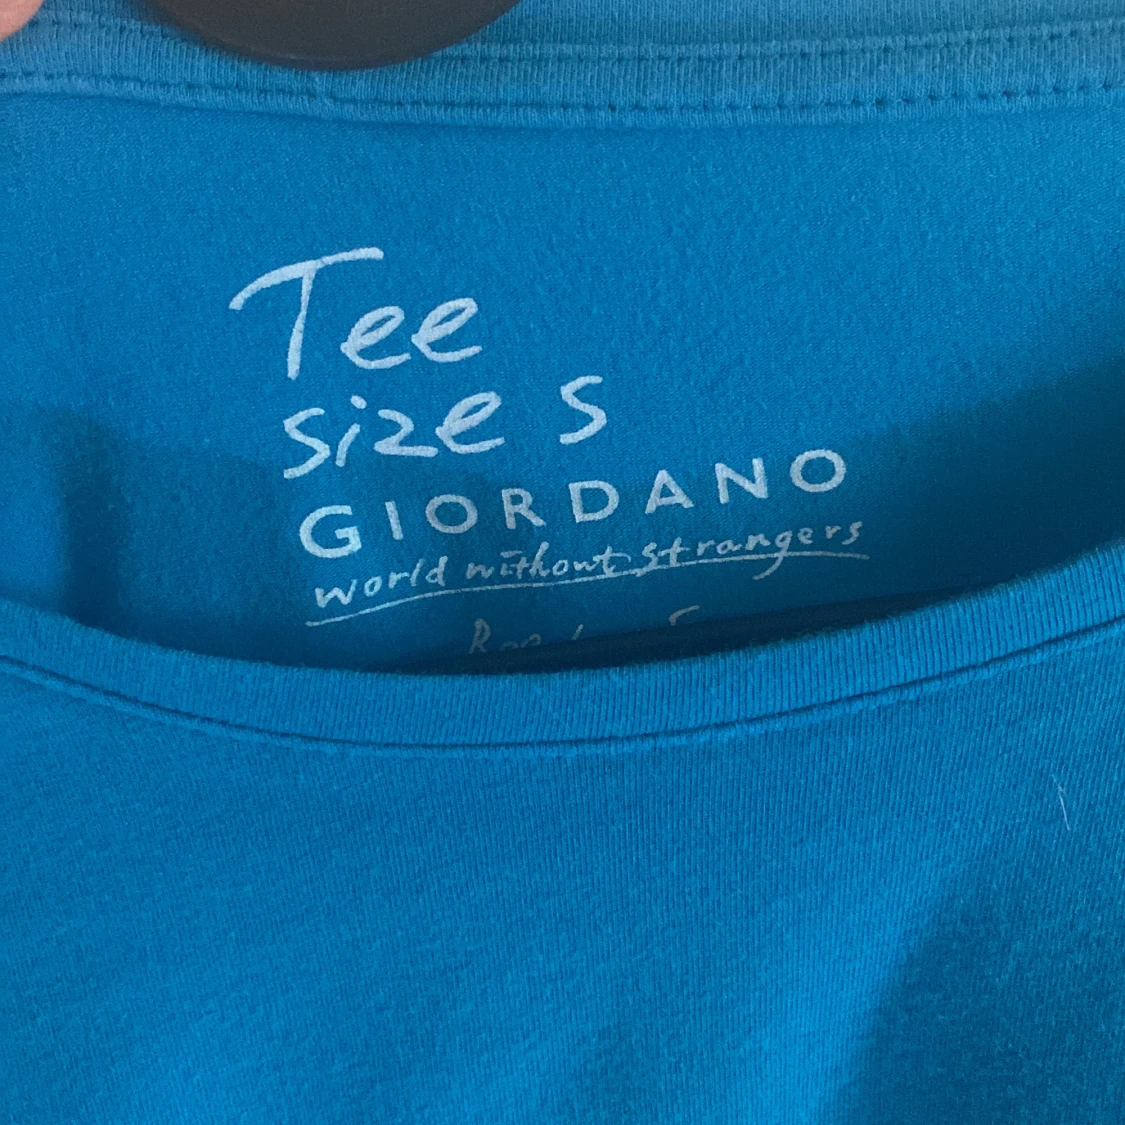 Tee
size s
GIORDANO
world without strangers